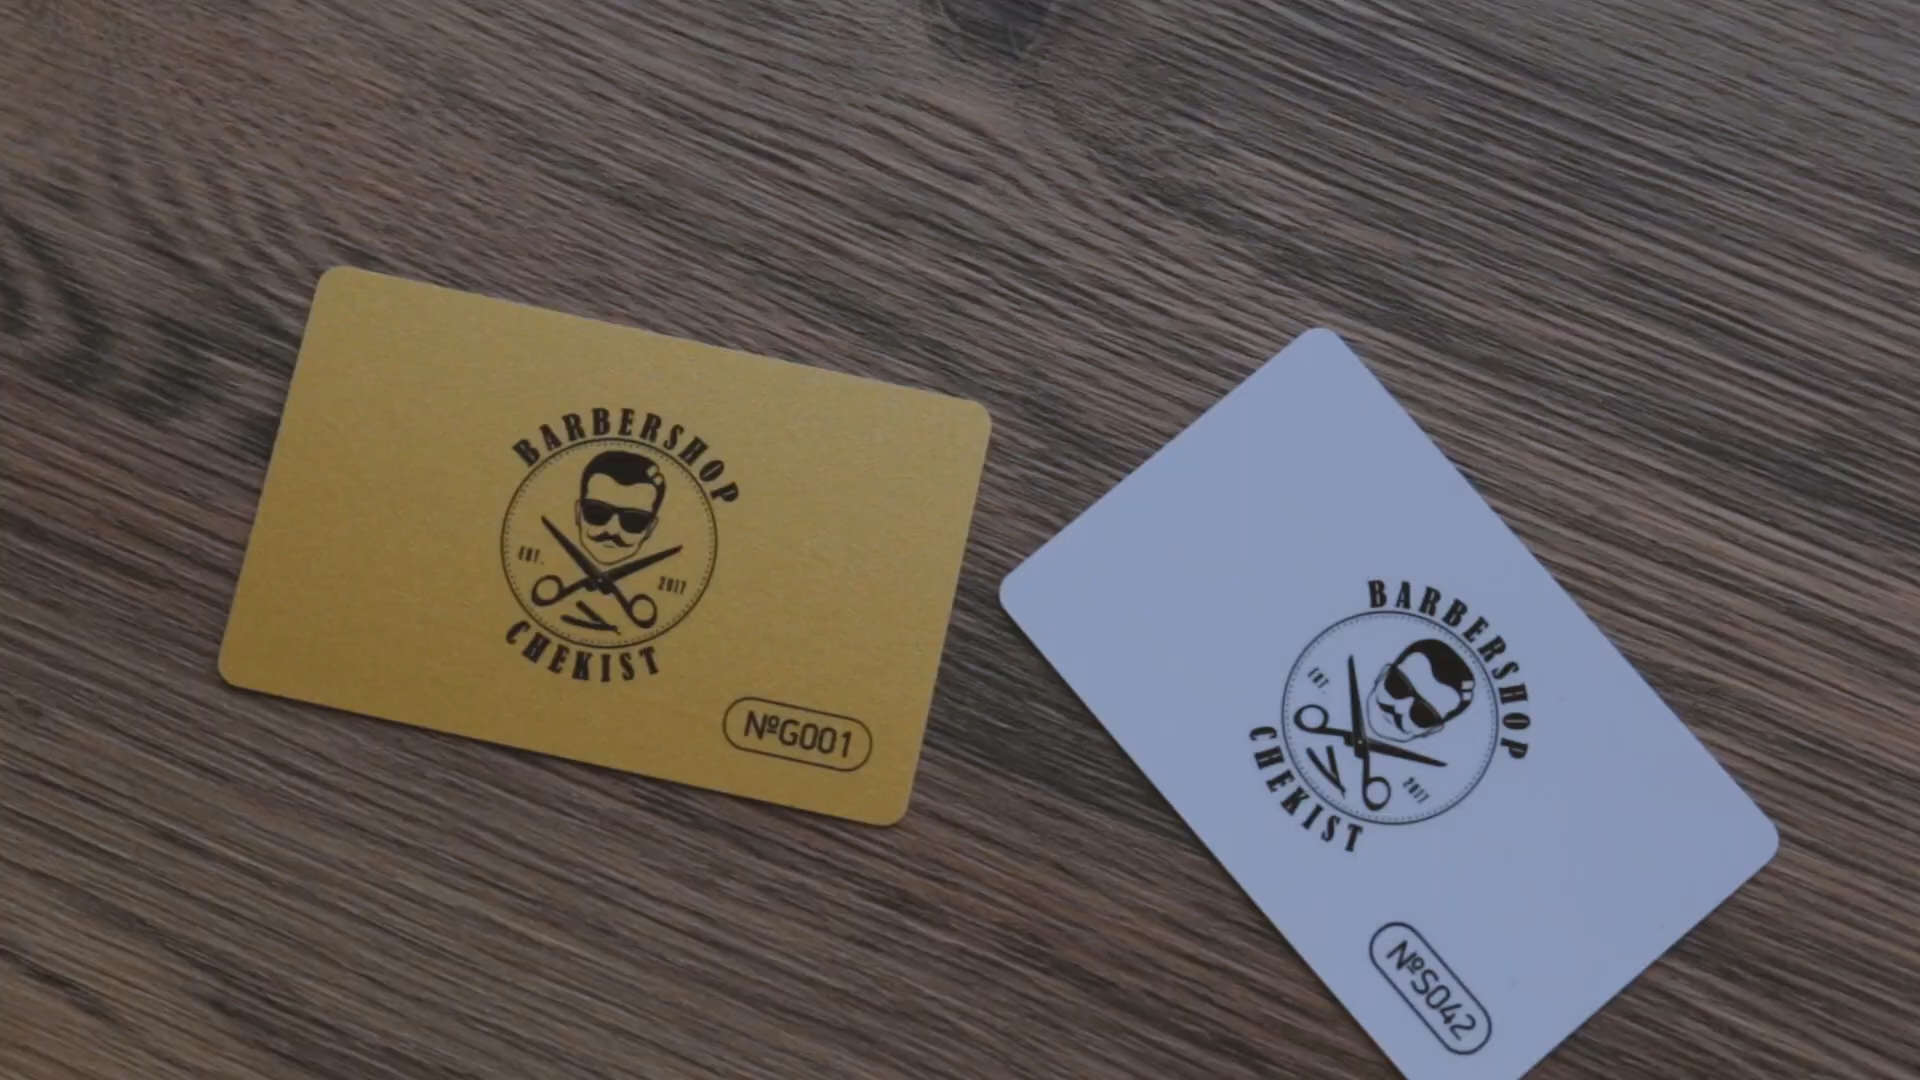 BARBERSHOP
EST. 2017
CHEKIST
№G001
BARBERSHOP
EST. 2017
CHEKIST
№S042